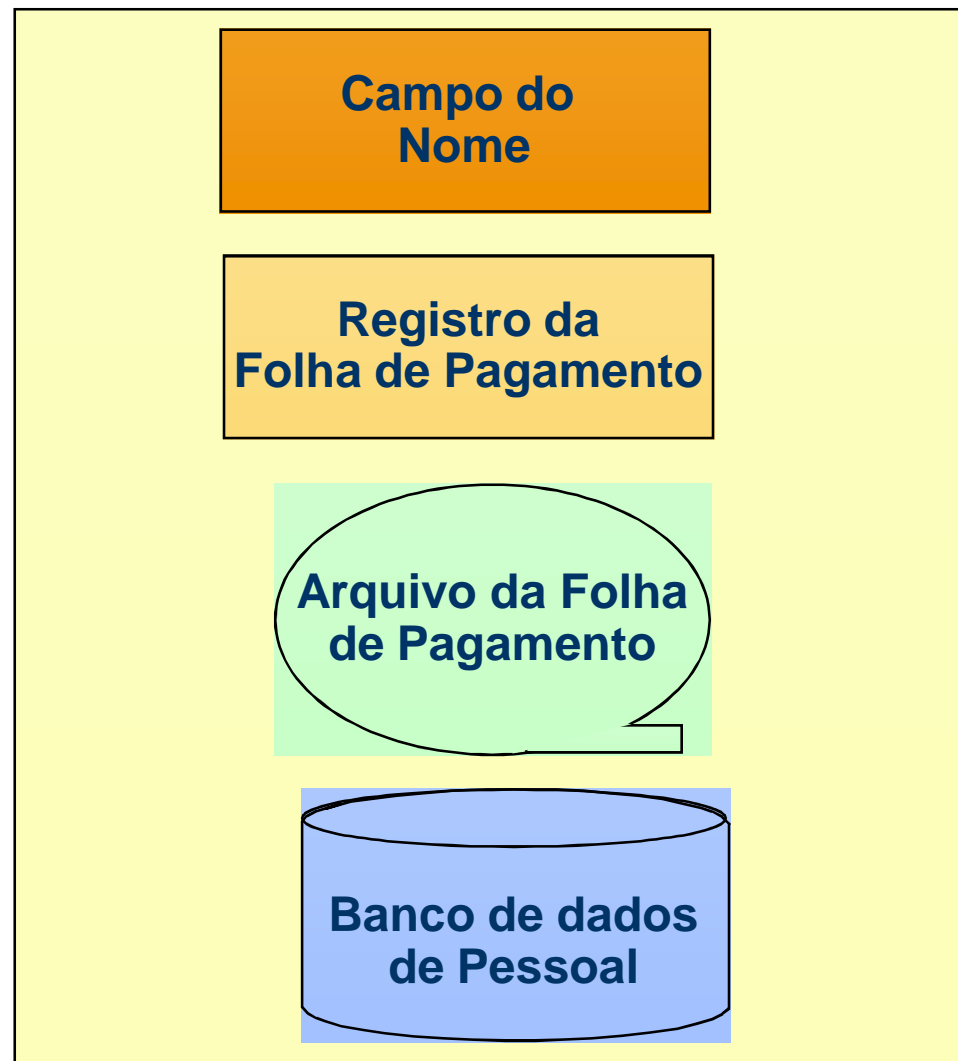 Campo do
Nome
Registro da
Folha de Pagamento
Arquivo da Folha
de Pagamento
Banco de dados
de Pessoal